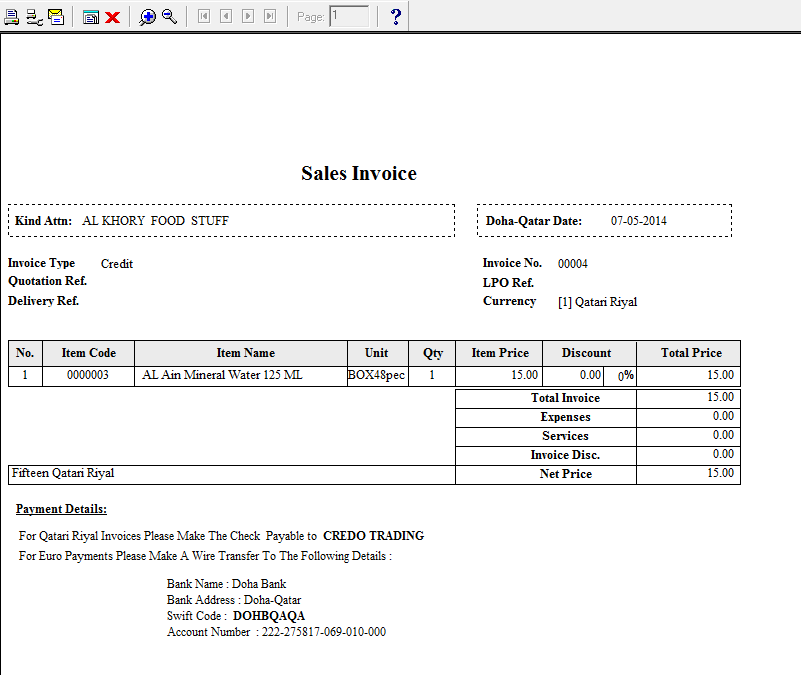 Page: 1
?
Sales Invoice
Kind Attn: AL KHORY FOOD STUFF Doha-Qatar Date: 07-05-2014
Invoice Type Credit Invoice No. 00004
Quotation Ref. LPO Ref.
Delivery Ref. Currency [1] Qatari Riyal
No. Item Code Item Name Unit Qty Item Price Discount Total Price
1 0000003 AL Ain Mineral Water 125 ML BOX48pec 1 15.00 0.00 0% 15.00
Total Invoice 15.00
Expenses 0.00
Services 0.00
Invoice Disc. 0.00
Fifteen Qatari Riyal Net Price 15.00
Payment Details:
For Qatari Riyal Invoices Please Make The Check Payable to CREDO TRADING
For Euro Payments Please Make A Wire Transfer To The Following Details :
Bank Name : Doha Bank
Bank Address : Doha-Qatar
Swift Code : DOHBQAQA
Account Number : 222-275817-069-010-000